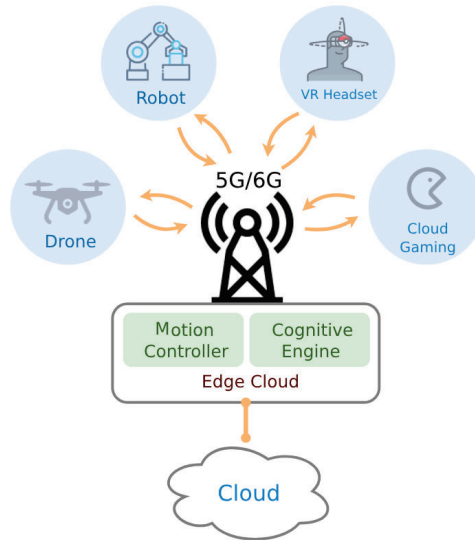 Robot
VR Headset
5G/6G
Drone
Cloud
Gaming
Motion
Controller
Cognitive
Engine
Edge Cloud
Cloud